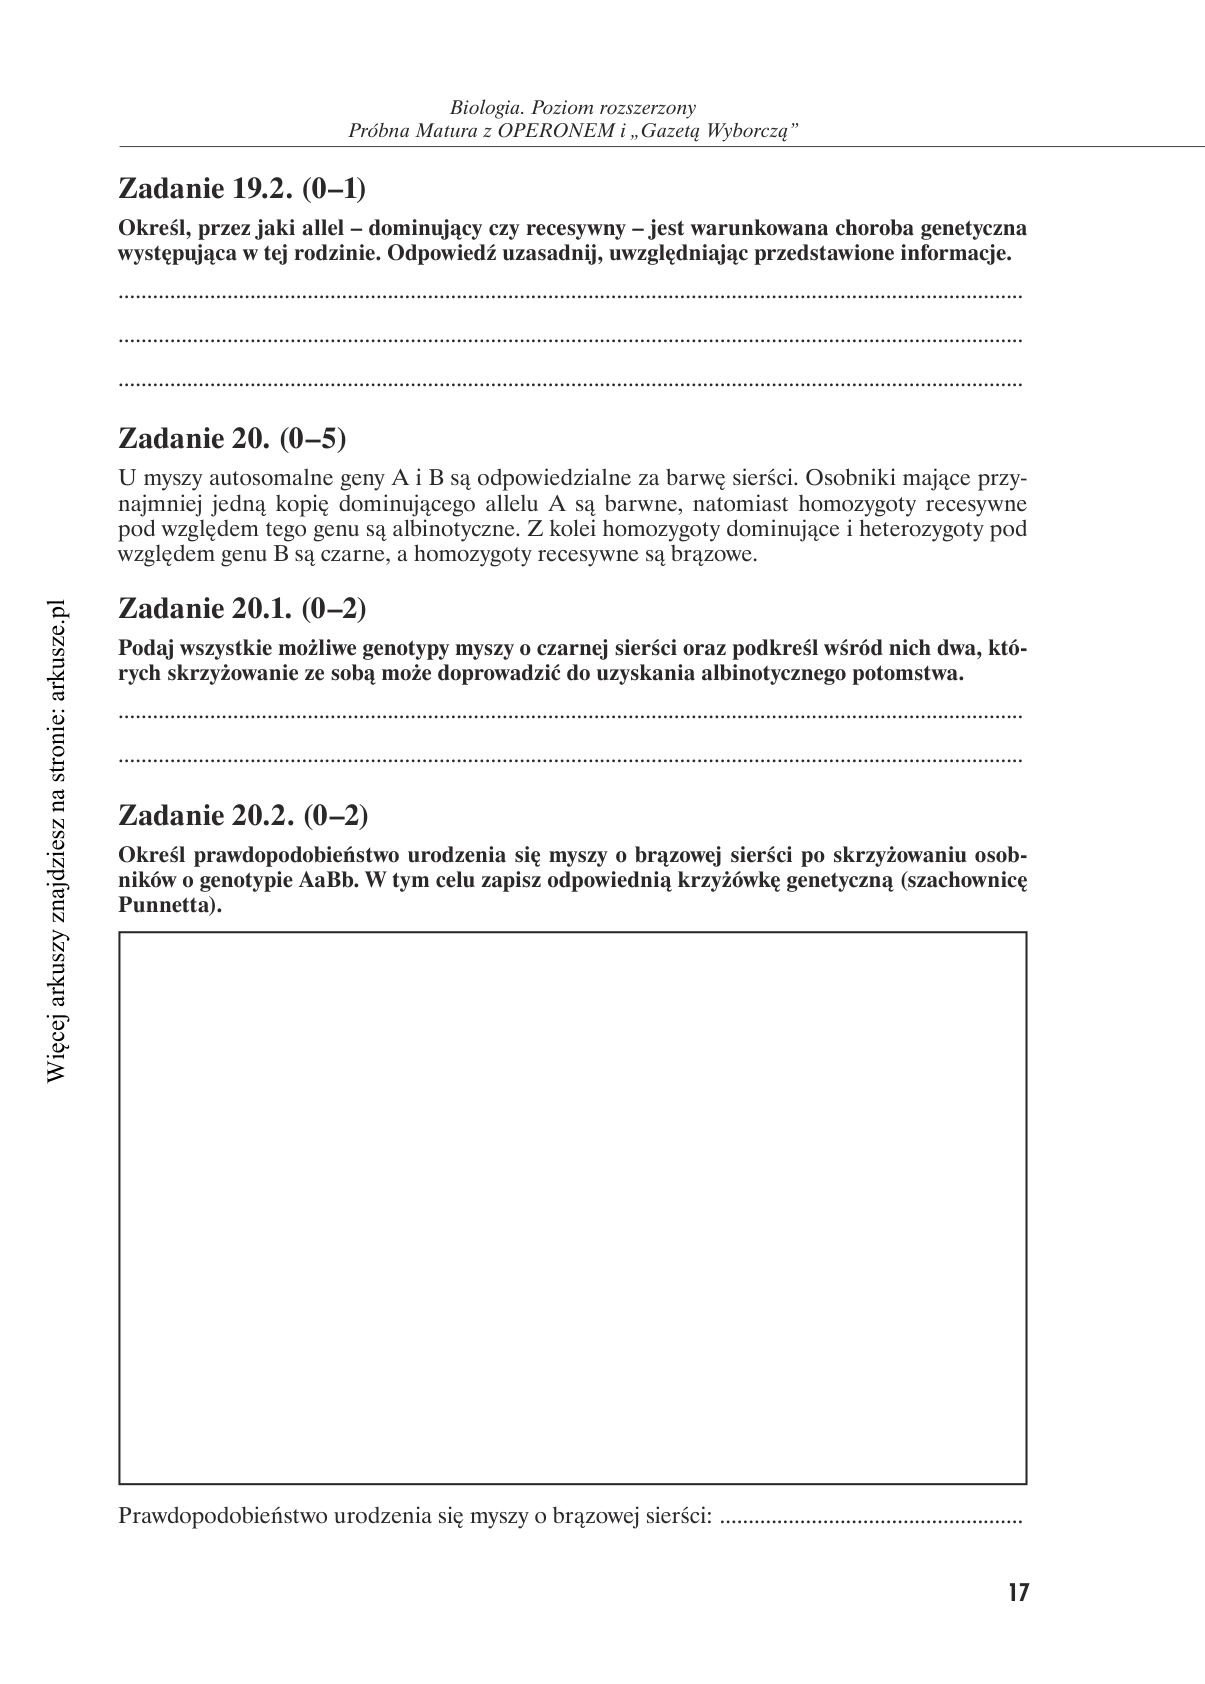 Biologia. Poziom rozszerzony
Próbna Matura z OPERONEM i „Gazetą Wyborczą”
Zadanie 19.2. (0–1)
Określ, przez jaki allel – dominujący czy recesywny – jest warunkowana choroba genetyczna
występująca w tej rodzinie. Odpowiedź uzasadnij, uwzględniając przedstawione informacje.
Zadanie 20. (0–5)
U myszy autosomalne geny A i B są odpowiedzialne za barwę sierści. Osobniki mające przy-
najmniej jedną kopię dominującego allelu A są barwne, natomiast homozygoty recesywne
pod względem tego genu są albinotyczne. Z kolei homozygoty dominujące i heterozygoty pod
względem genu B są czarne, a homozygoty recesywne są brązowe.
Zadanie 20.1. (0–2)
Podaj wszystkie możliwe genotypy myszy o czarnej sierści oraz podkreśl wśród nich dwa, któ-
rych skrzyżowanie ze sobą może doprowadzić do uzyskania albinotycznego potomstwa.
Zadanie 20.2. (0–2)
Określ prawdopodobieństwo urodzenia się myszy o brązowej sierści po skrzyżowaniu osob-
ników o genotypie AaBb. W tym celu zapisz odpowiednią krzyżówkę genetyczną (szachownicę
Punnetta).
Prawdopodobieństwo urodzenia się myszy o brązowej sierści: ......................................................
17
Więcej arkuszy znajdziesz na stronie: arkusze.pl